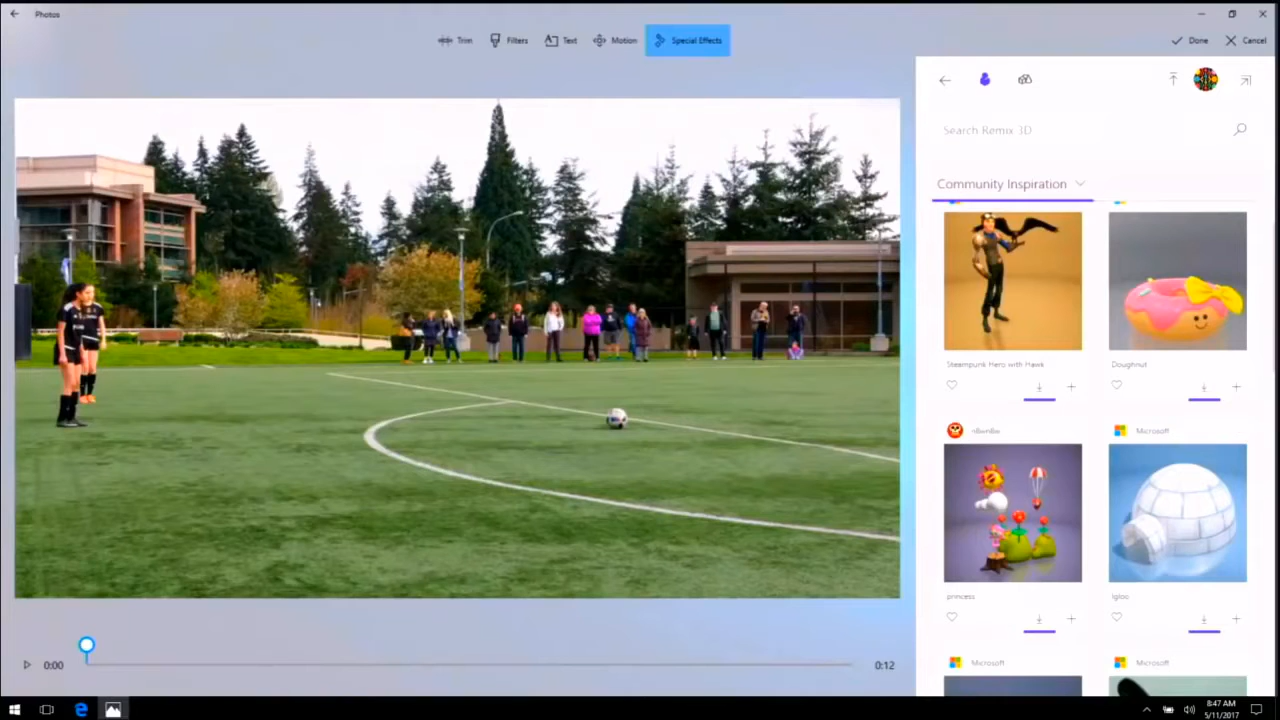 Photos
Trim
Filters
Text
Motion
Special Effects
Done
Cancel
Search Remix 3D
Community Inspiration
Steampunk Hero with Hawk
Doughnut
Microsoft
princess
Igloo
Microsoft
Microsoft
0:00
0:12
8:47 AM
5/11/2017